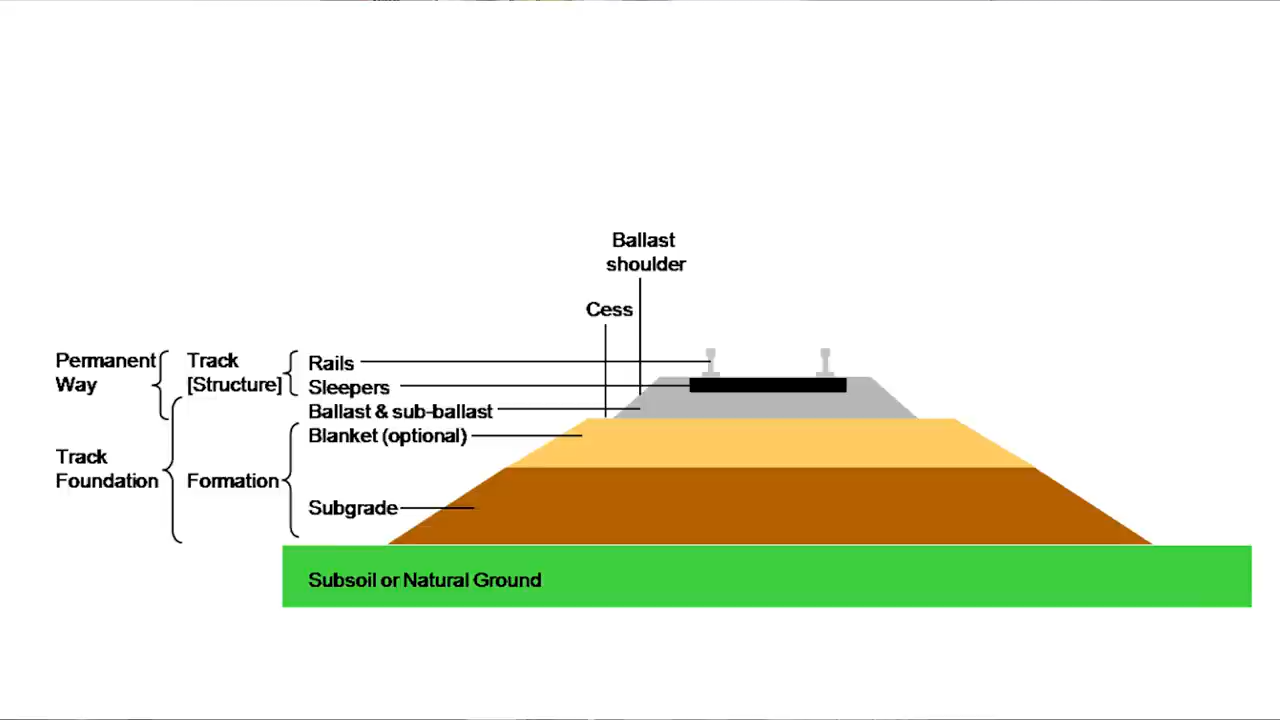 Ballast
shoulder
Cess
Permanent
Way
Track
[Structure]
Rails
Sleepers
Ballast & sub-ballast
Blanket (optional)
Track
Foundation
Formation
Subgrade
Subsoil or Natural Ground